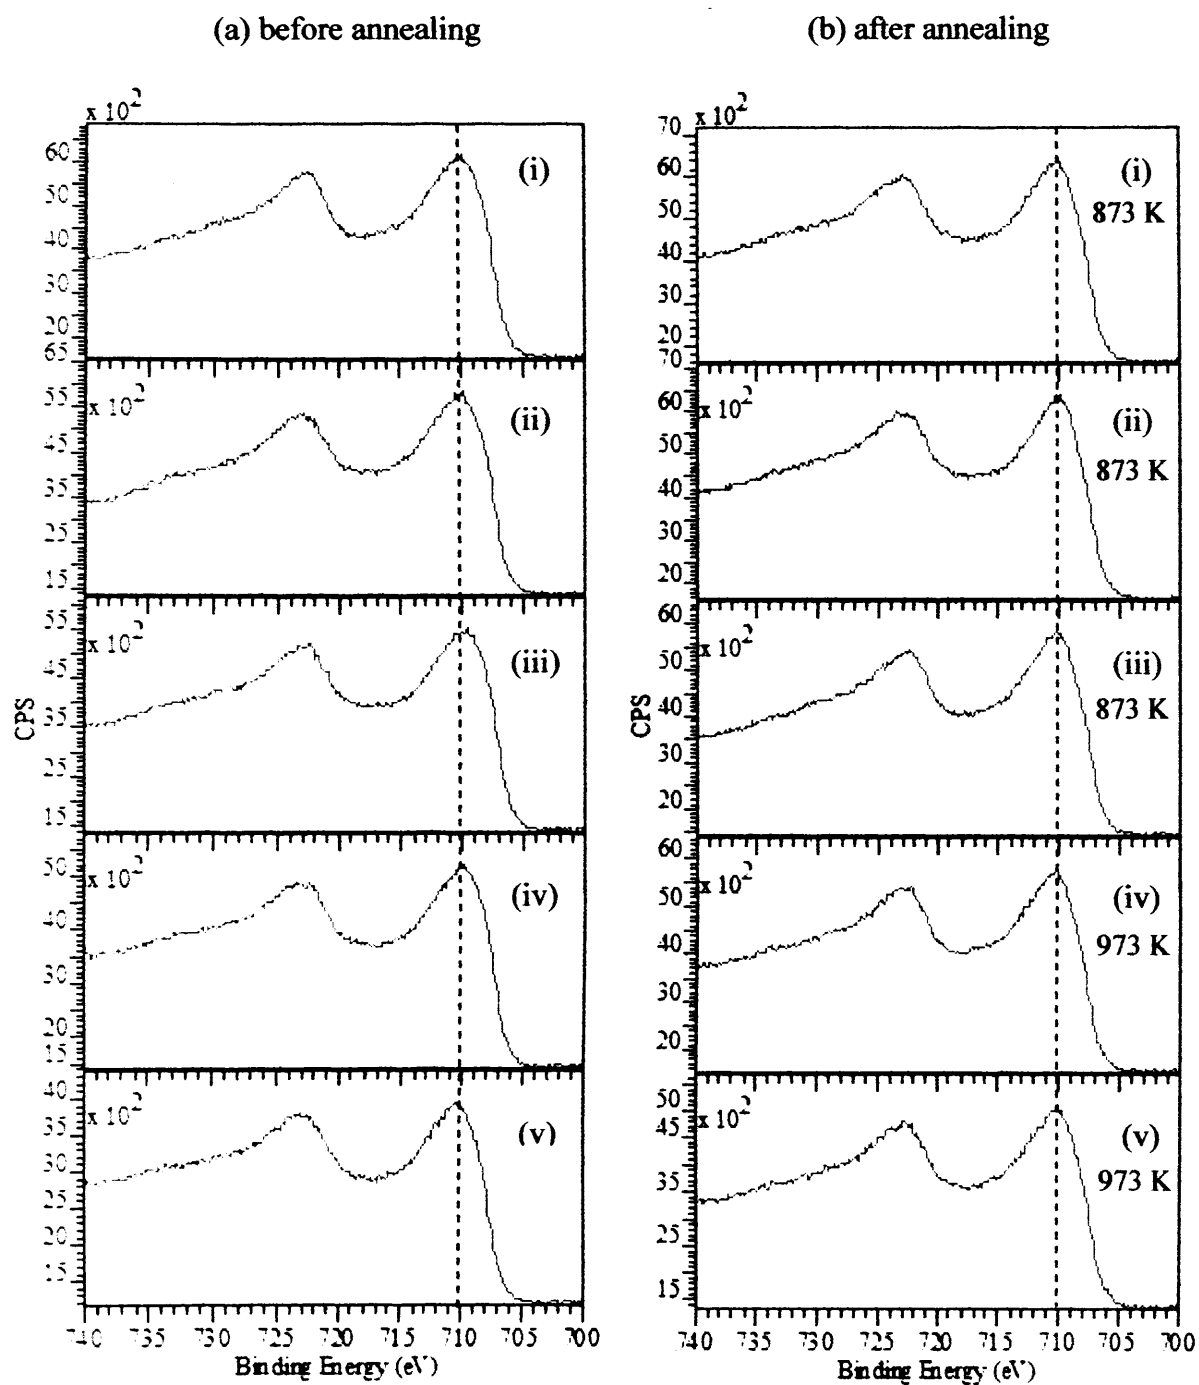 (a) before annealing
(b) after annealing
x 10²
60
50
40
30
20
(i)
65
55
x 10²
45
35
25
15
(ii)
55
x 10²
45
35
25
15
(iii)
CPS
50
x 10²
40
30
20
15
(iv)
40
x 10²
35
30
25
20
15
(v)
740 735 730 725 720 715 710 705 700
Binding Energy (eV)
x 10²
70
60
50
40
30
20
(i)
873 K
70
60
x 10²
50
40
30
20
(ii)
873 K
60
x 10²
50
40
30
20
(iii)
873 K
CPS
60
x 10²
50
40
30
20
(iv)
973 K
50
x 10²
45
35
25
15
(v)
973 K
740 735 730 725 720 715 710 705 700
Binding Energy (eV)